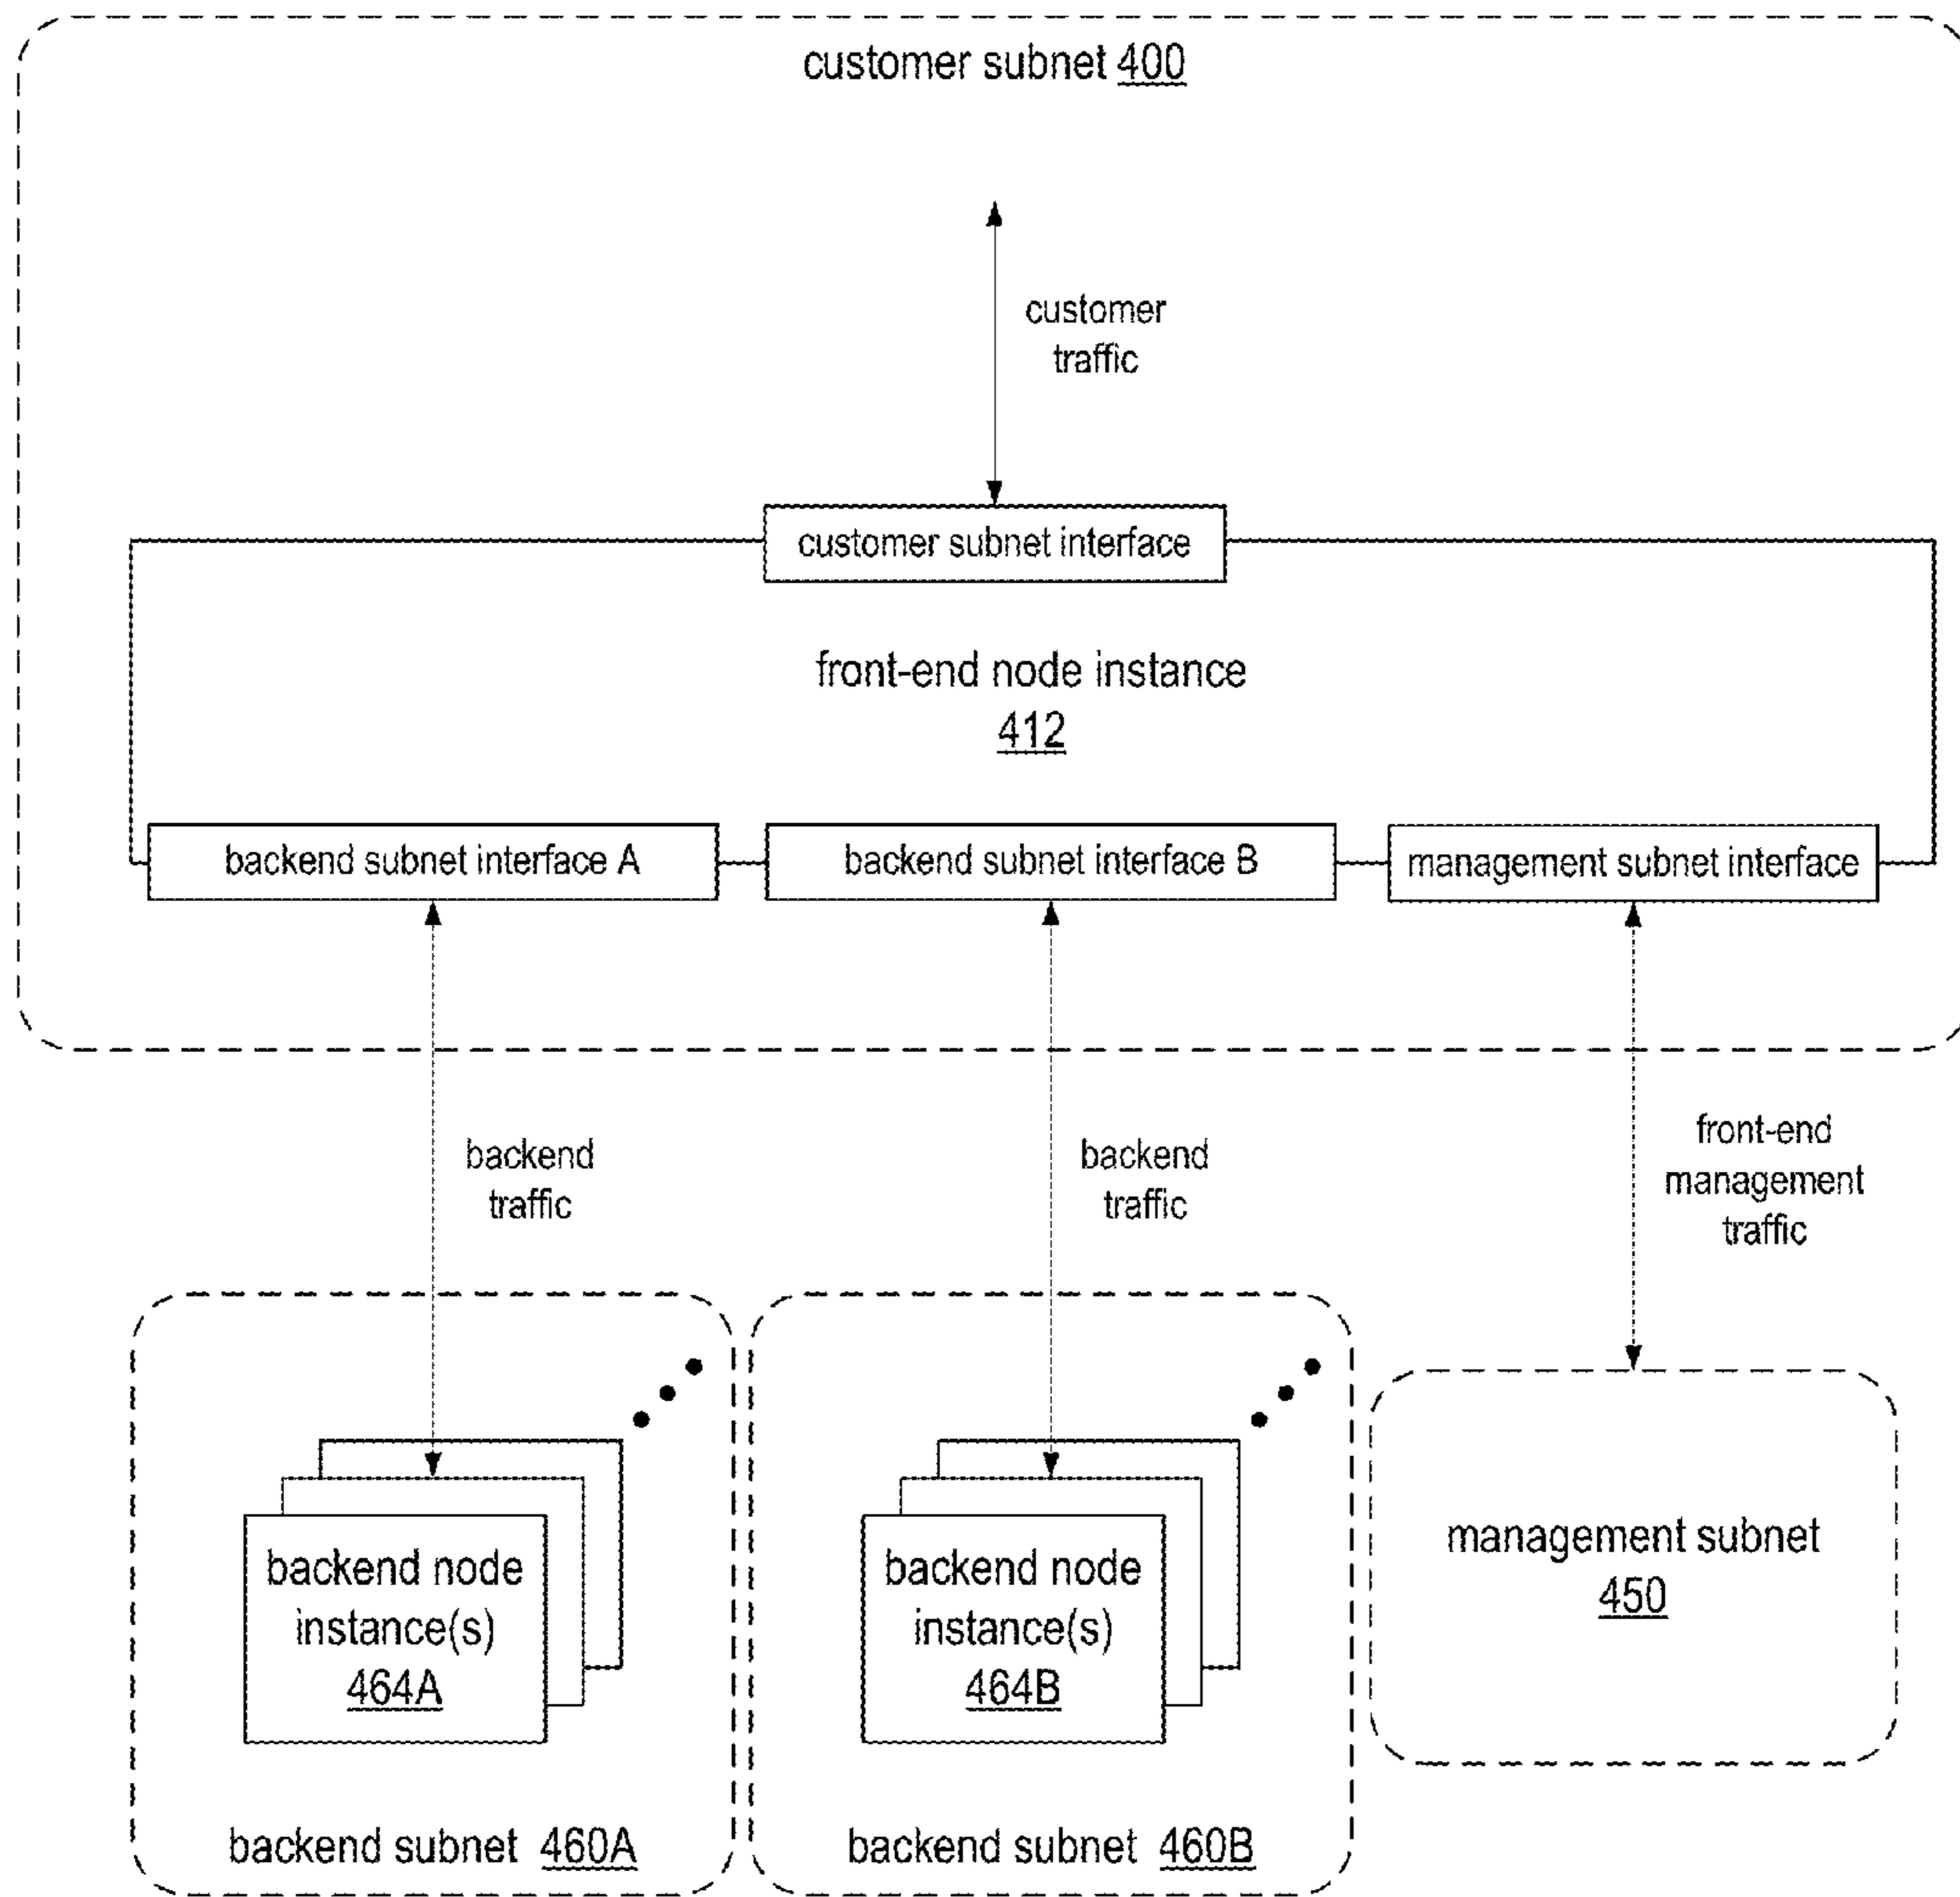 customer subnet 400
customer
traffic
customer subnet interface
front-end node instance
412
backend subnet interface A
backend subnet interface B
management subnet interface
backend
traffic
backend
traffic
front-end
management
traffic
backend node
instance(s)
464A
backend node
instance(s)
464B
management subnet
450
backend subnet 460A
backend subnet 460B